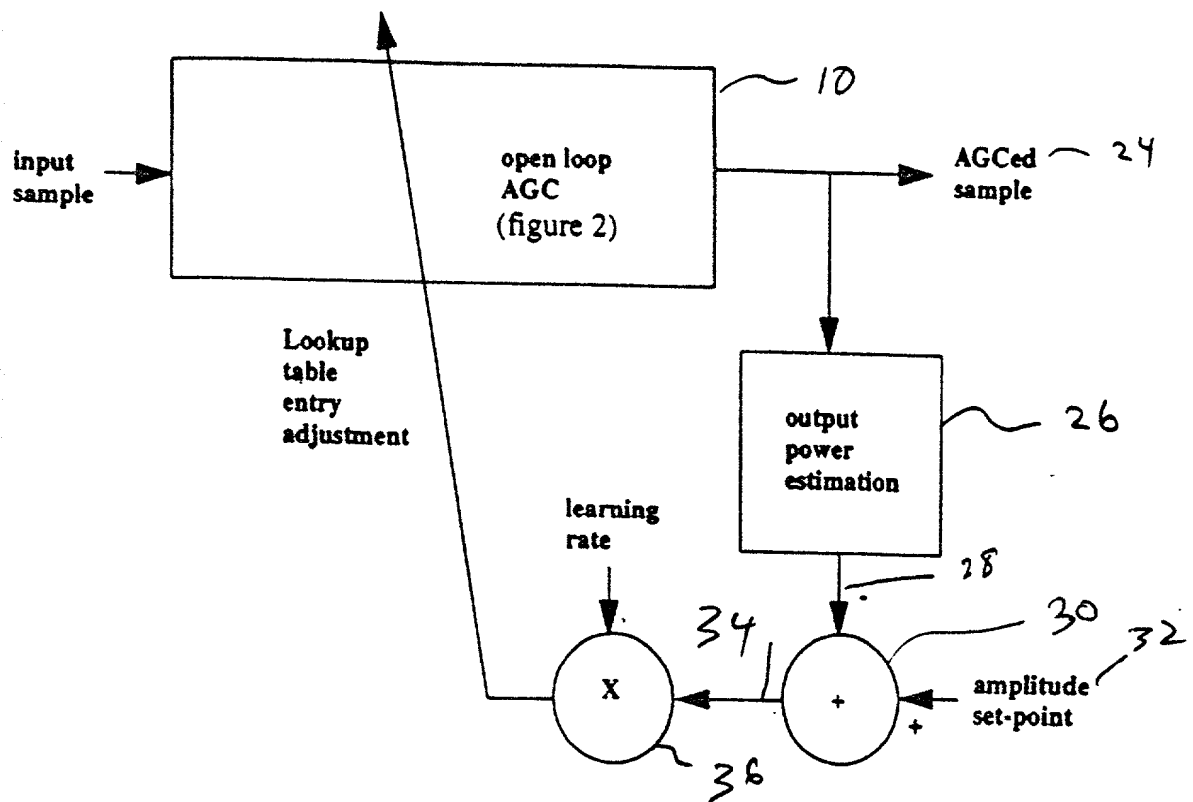 10
input
sample
open loop
AGC
(figure 2)
AGCed
sample
24
Lookup
table
entry
adjustment
output
power
estimation
26
learning
rate
28
34
30
32
X
+
+
amplitude
set-point
36